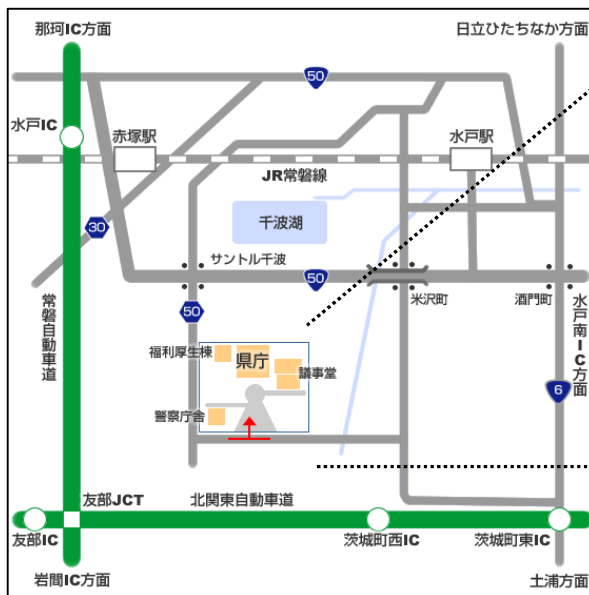 那珂IC方面
日立ひたちなか方面
50
水戸IC
赤塚駅
水戸駅
JR常磐線
千波湖
30
サントル千波
50
米沢町
酒門町
常磐自動車道
50
水戸南IC方面
福利厚生棟
県庁
議事堂
6
警察庁舎
友部JCT
北関東自動車道
友部IC
茨城町西IC
茨城町東IC
岩間IC方面
土浦方面